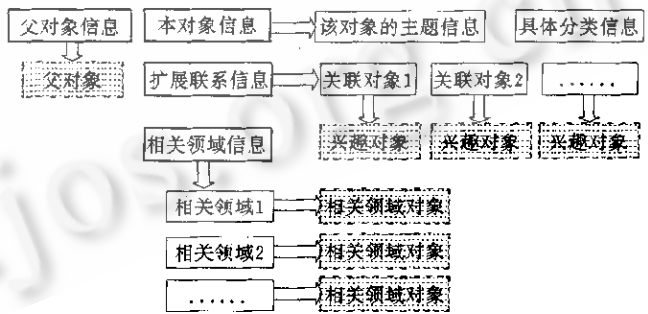 父对象信息 本对象信息 该对象的主题信息 具体分类信息
父对象 扩展联系信息 关联对象1 关联对象2 ......
相关领域信息 兴趣对象 兴趣对象 兴趣对象
相关领域1 相关领域对象
相关领域2 相关领域对象
...... 相关领域对象